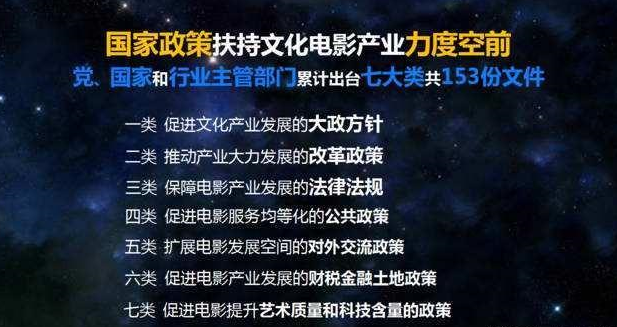 国家政策扶持文化电影产业力度空前
党、国家和行业主管部门累计出台七大类共153份文件
一类 促进文化产业发展的大政方针
二类 推动产业大力发展的改革政策
三类 保障电影产业发展的法律法规
四类 促进电影服务均等化的公共政策
五类 扩展电影发展空间的对外交流政策
六类 促进电影产业发展的财税金融土地政策
七类 促进电影提升艺术质量和科技含量的政策